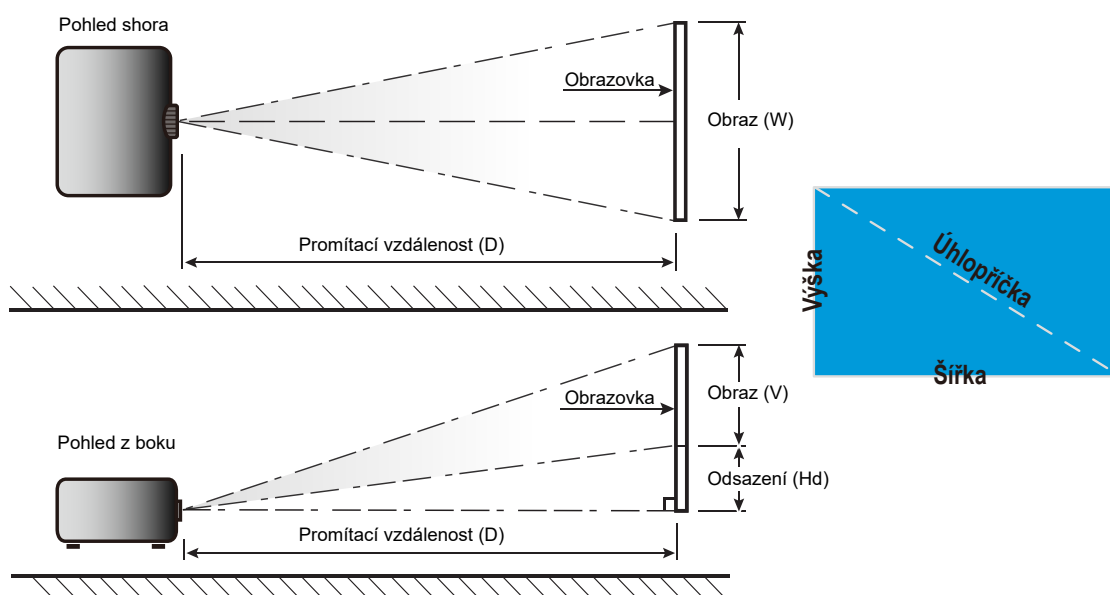 Pohled shora
Obrazovka
Obraz (W)
Promítací vzdálenost (D)
Výška
Úhlopříčka
Šířka
Pohled z boku
Obrazovka
Obraz (V)
Odsazení (Hd)
Promítací vzdálenost (D)